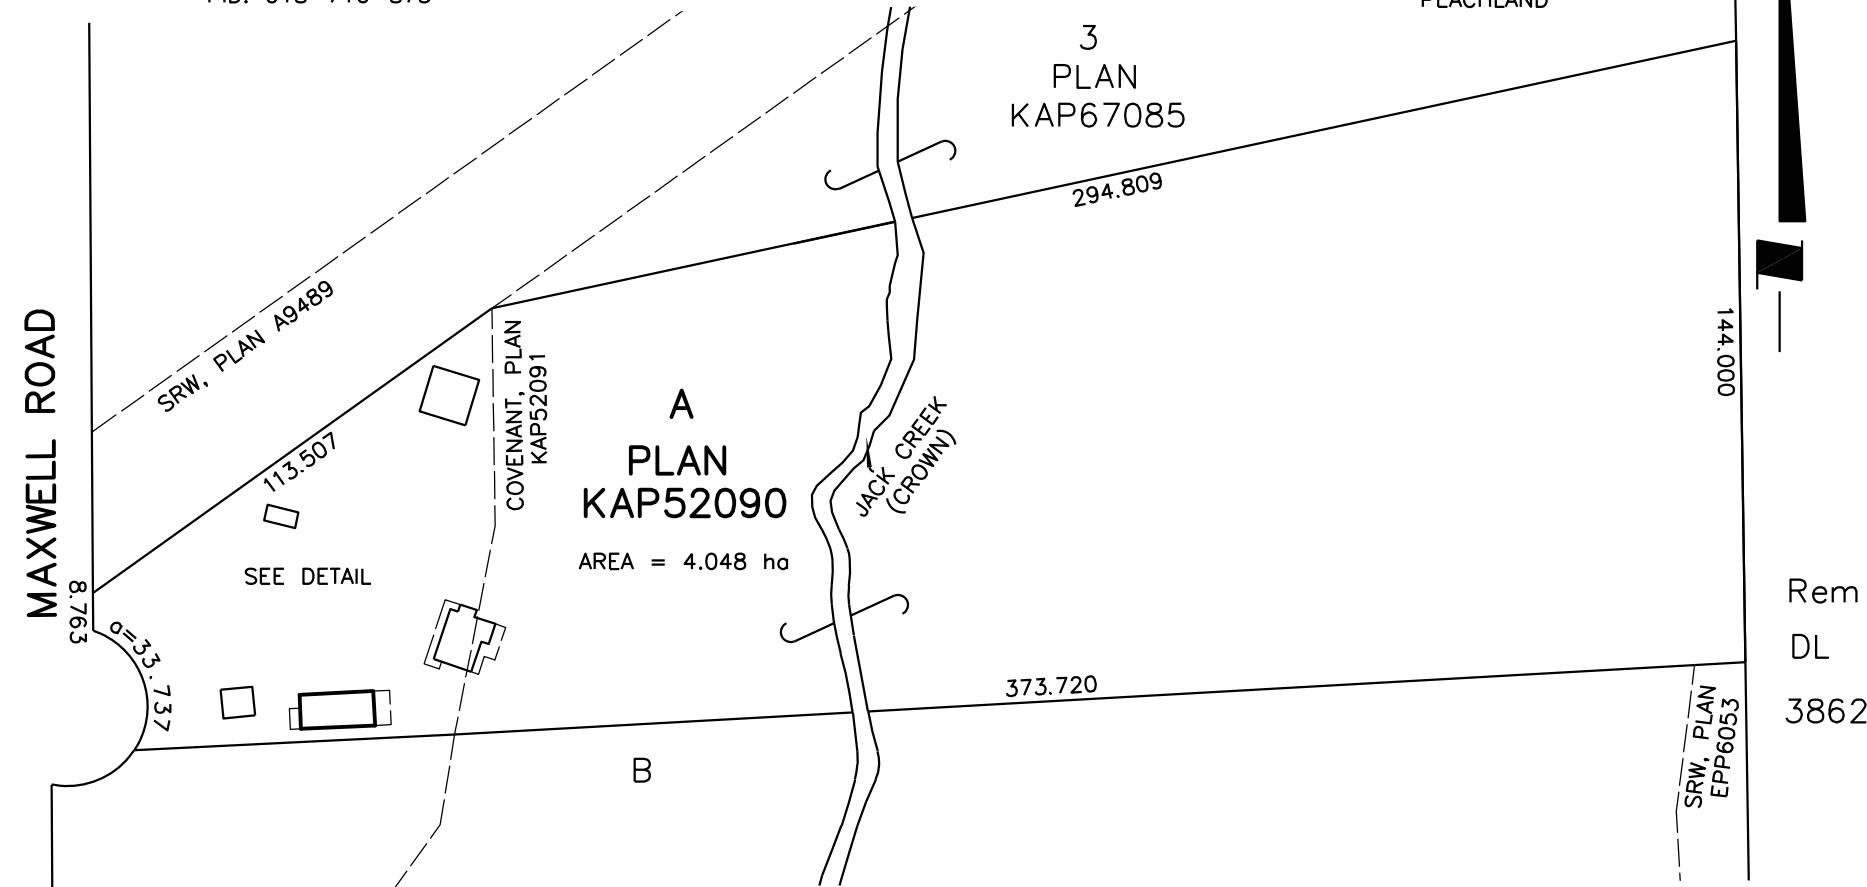 PEACHLAND
3
PLAN
KAP67085
294.809
SRW, PLAN A9489
MAXWELL ROAD
113.507
COVENANT, PLAN
KAP52091
A
PLAN
KAP52090
AREA = 4.048 ha
JACK CREEK
(CROWN)
144.000
SEE DETAIL
8.763
a=33.737
373.720
B
SRW, PLAN
EPP6053
Rem
DL
3862